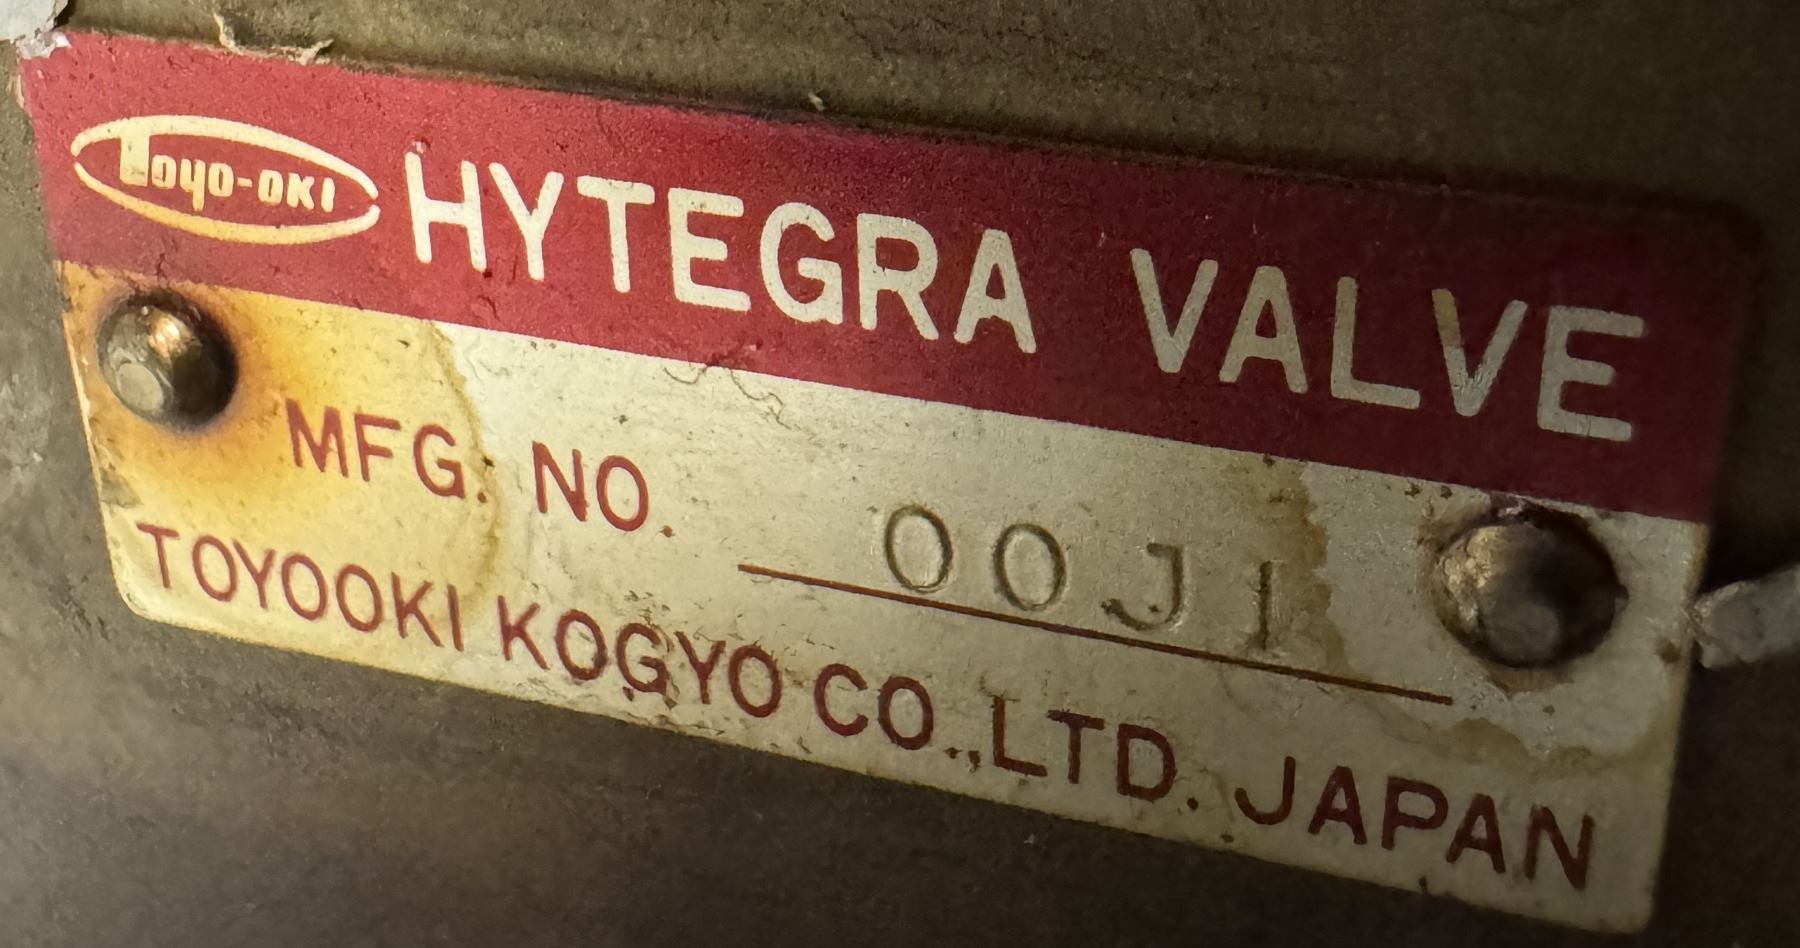 Toyo-oki HYTEGRA VALVE
MFG. NO. 00J1
TOYOOKI KOGYO CO.,LTD. JAPAN